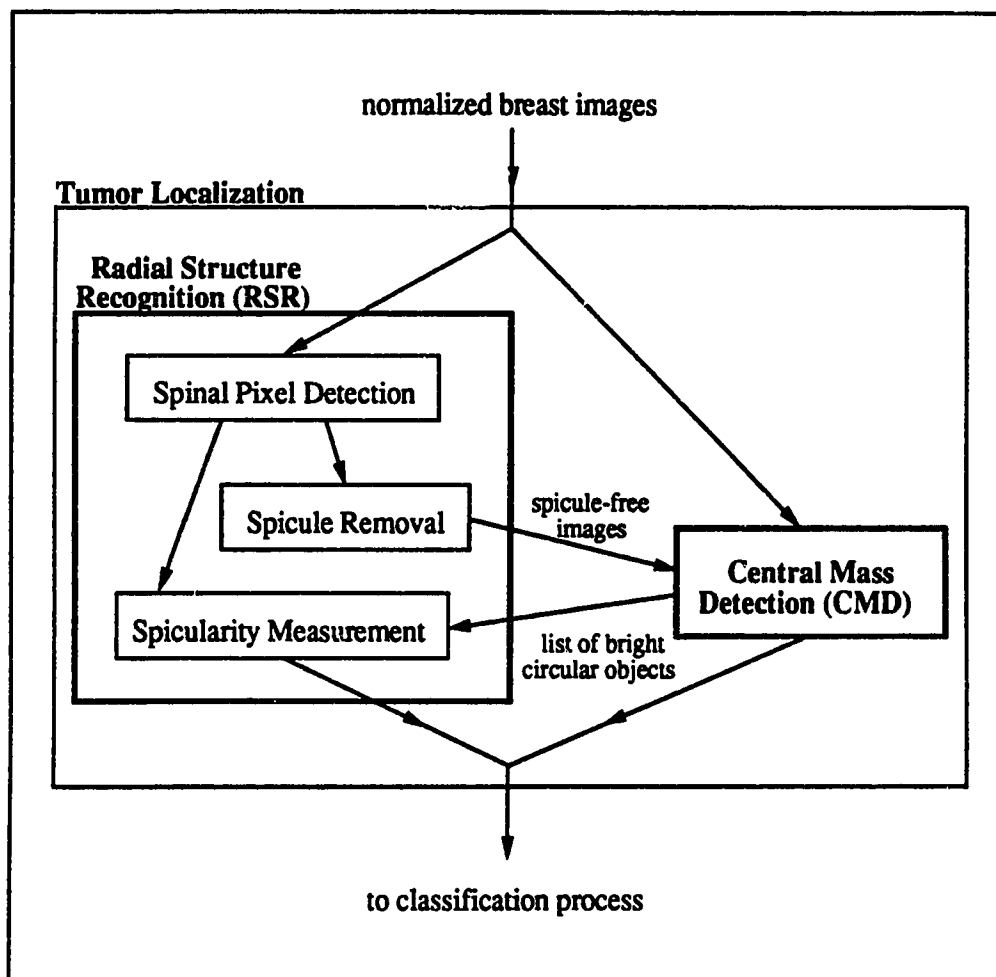 normalized breast images
Tumor Localization
Radial Structure
Recognition (RSR)
Spinal Pixel Detection
Spicule Removal
spicule-free
images
Central Mass
Detection (CMD)
Spicularity Measurement
list of bright
circular objects
to classification process